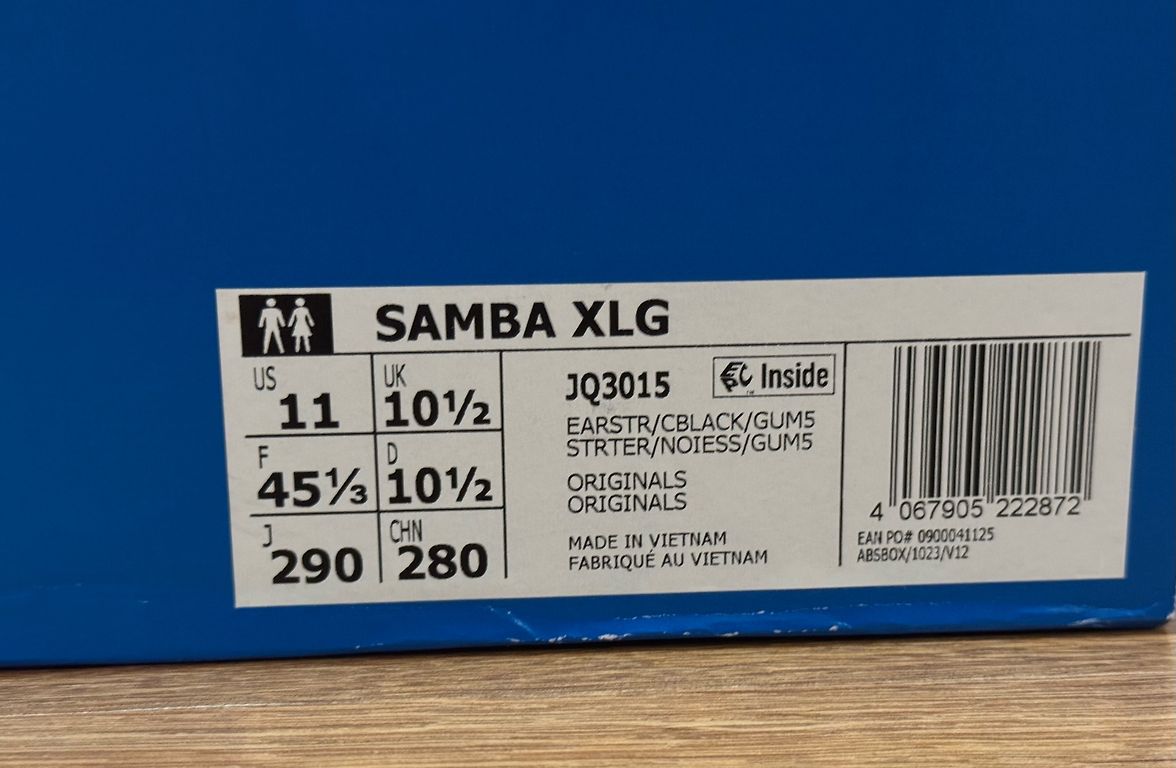 SAMBA XLG
US
11
UK
10½
F
45⅓
D
10½
J
290
CHN
280
JQ3015
Inside
EARSTR/CBLACK/GUM5
STRTER/NOIESS/GUM5
ORIGINALS
ORIGINALS
MADE IN VIETNAM
FABRIQUÉ AU VIETNAM
4 067905 222872
EAN PO# 0900041125
ABSBOX/1023/V12